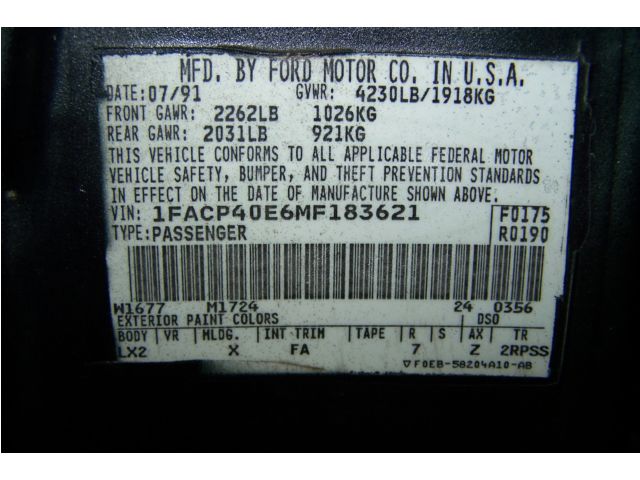 MFD. BY FORD MOTOR CO. IN U.S.A.
DATE: 07/91 GVWR: 4230LB/1918KG
FRONT GAWR: 2262LB 1026KG
REAR GAWR: 2031LB 921KG
THIS VEHICLE CONFORMS TO ALL APPLICABLE FEDERAL MOTOR
VEHICLE SAFETY, BUMPER, AND THEFT PREVENTION STANDARDS
IN EFFECT ON THE DATE OF MANUFACTURE SHOWN ABOVE.
VIN: 1FACP40E6MF183621 F0175
TYPE: PASSENGER R0190
W1677 M1724 24 0356
EXTERIOR PAINT COLORS DSO
BODY VR MLDG. INT TRIM TAPE R S AX TR
LX2 X FA 7 Z 2RPSS
▽F0EB-58204A10-AB